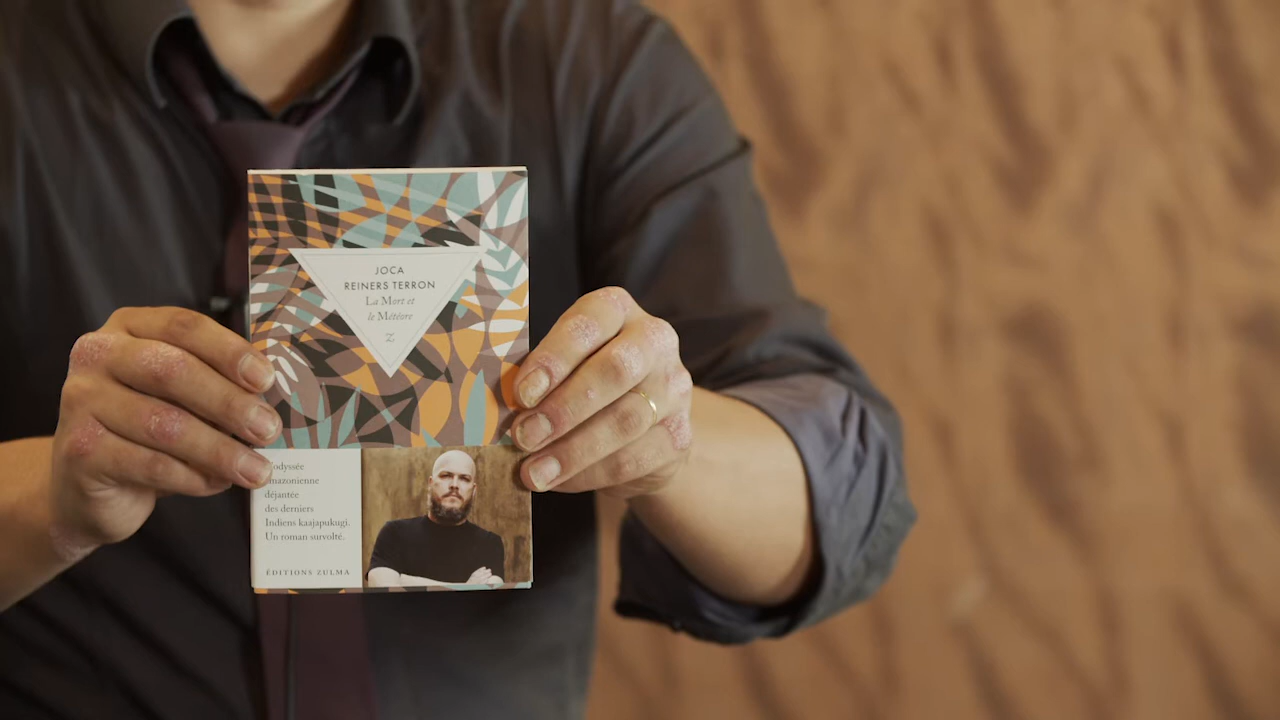 JOCA
REINERS TERRON
La Mort et
le Météore
Z
L'odyssée
amazonienne
déjantée
des derniers
Indiens kaajapukugi.
Un roman survolté.
ÉDITIONS ZULMA